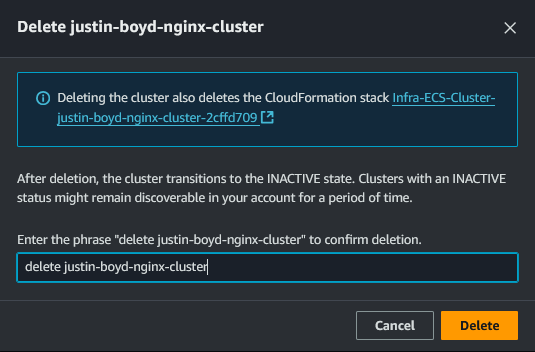 Delete justin-boyd-nginx-cluster
Deleting the cluster also deletes the CloudFormation stack Infra-ECS-Cluster-
justin-boyd-nginx-cluster-2cffd709
After deletion, the cluster transitions to the INACTIVE state. Clusters with an INACTIVE
status might remain discoverable in your account for a period of time.
Enter the phrase "delete justin-boyd-nginx-cluster" to confirm deletion.
delete justin-boyd-nginx-cluster
Cancel
Delete